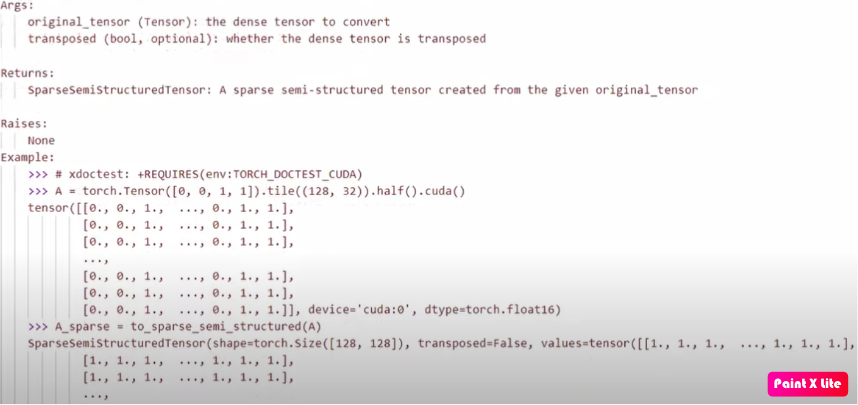 Args:
original_tensor (Tensor): the dense tensor to convert
transposed (bool, optional): whether the dense tensor is transposed
Returns:
SparseSemiStructuredTensor: A sparse semi-structured tensor created from the given original_tensor
Raises:
None
Example:
>>> # xdoctest: +REQUIRES(env:TORCH_DOCTEST_CUDA)
>>> A = torch.Tensor([0, 0, 1, 1]).tile((128, 32)).half().cuda()
tensor([[0., 0., 1., ..., 0., 1., 1.],
[0., 0., 1., ..., 0., 1., 1.],
[0., 0., 1., ..., 0., 1., 1.],
...,
[0., 0., 1., ..., 0., 1., 1.],
[0., 0., 1., ..., 0., 1., 1.],
[0., 0., 1., ..., 0., 1., 1.]], device='cuda:0', dtype=torch.float16)
>>> A_sparse = to_sparse_semi_structured(A)
SparseSemiStructuredTensor(shape=torch.Size([128, 128]), transposed=False, values=tensor([[1., 1., 1., ..., 1., 1., 1.],
[1., 1., 1., ..., 1., 1., 1.],
[1., 1., 1., ..., 1., 1., 1.],
...,
Paint X Lite